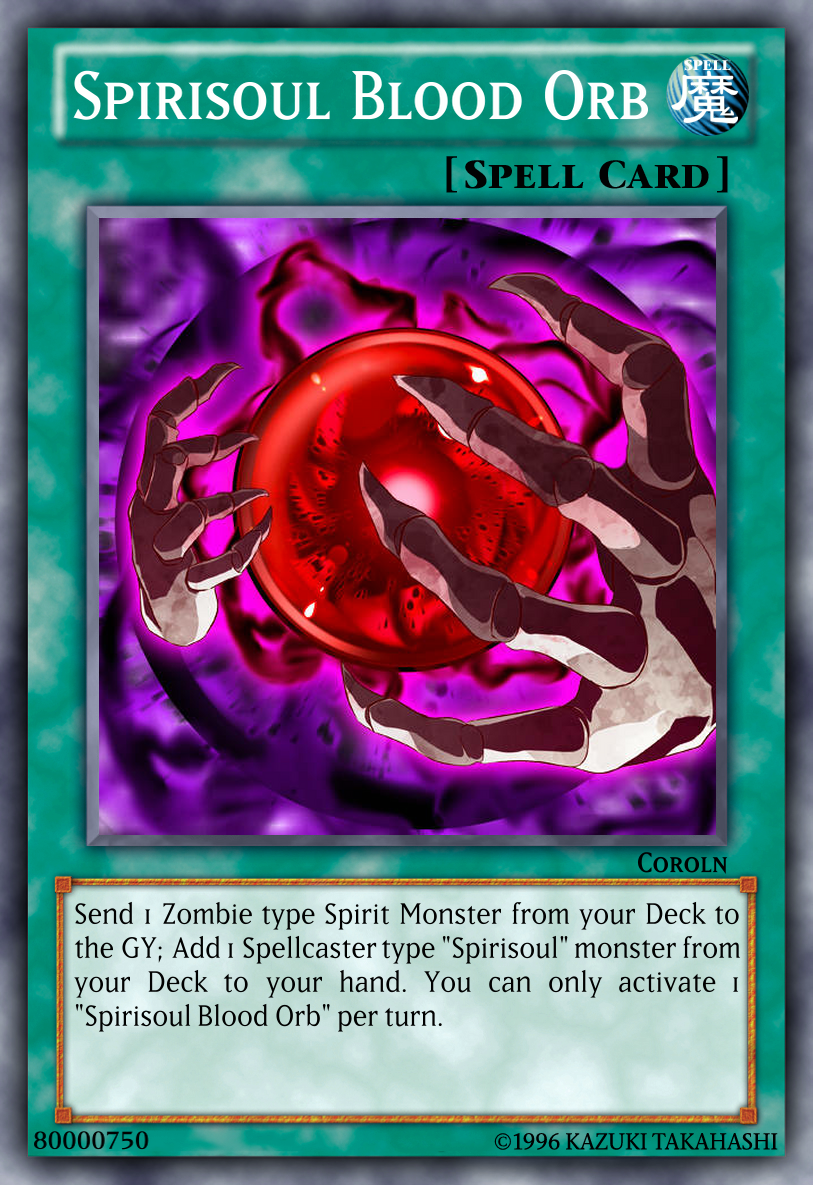 Spirisoul Blood Orb
SPELL
魔
[Spell Card]
Coroln
Send 1 Zombie type Spirit Monster from your Deck to
the GY; Add 1 Spellcaster type "Spirisoul" monster from
your Deck to your hand. You can only activate 1
"Spirisoul Blood Orb" per turn.
80000750
©1996 KAZUKI TAKAHASHI